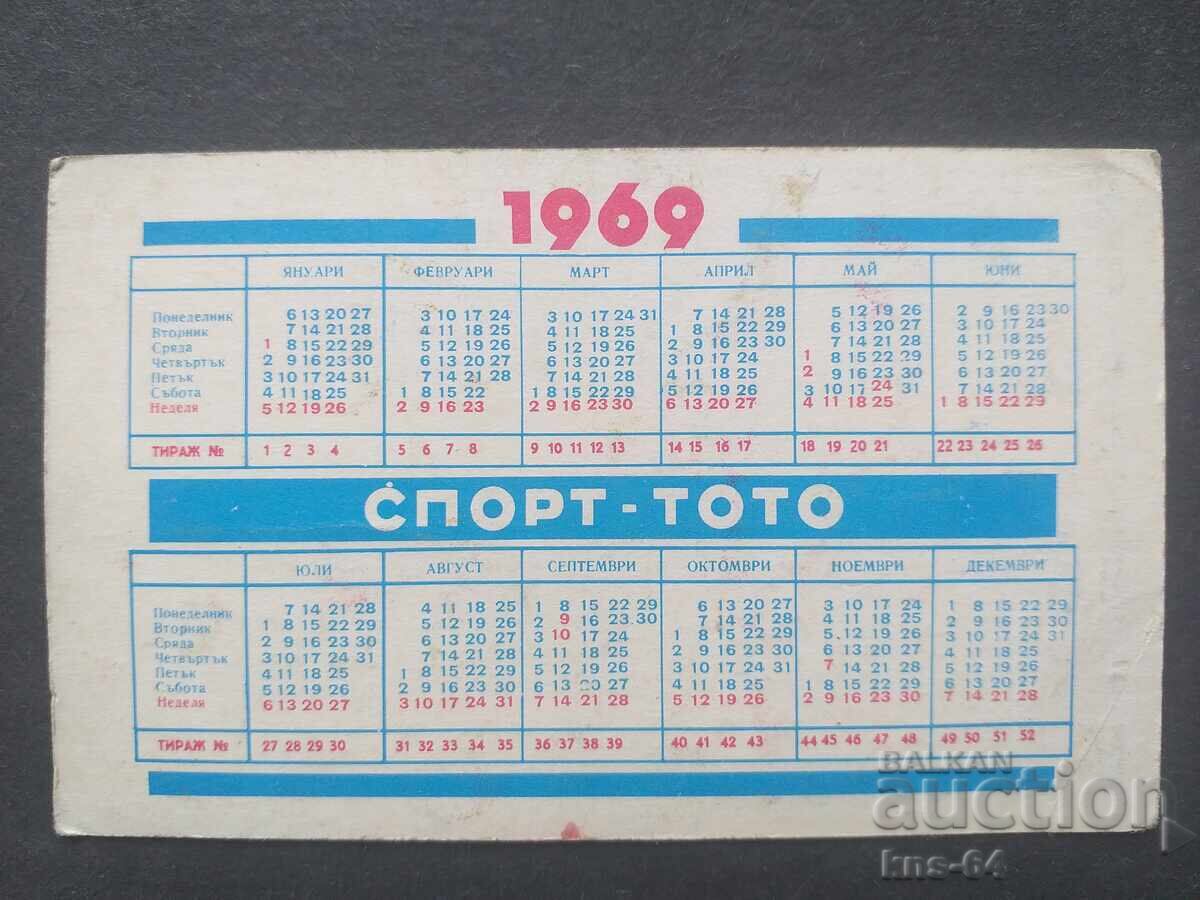 1969
ЯНУАРИ ФЕВРУАРИ МАРТ АПРИЛ МАЙ ЮНИ
Понеделник 6 13 20 27 3 10 17 24 3 10 17 24 31 7 14 21 28 5 12 19 26 2 9 16 23 30
Вторник 7 14 21 28 4 11 18 25 4 11 18 25 1 8 15 22 29 6 13 20 27 3 10 17 24
Сряда 1 8 15 22 29 5 12 19 26 5 12 19 26 2 9 16 23 30 7 14 21 28 4 11 18 25
Четвъртък 2 9 16 23 30 6 13 20 27 6 13 20 27 3 10 17 24 1 8 15 22 29 5 12 19 26
Петък 3 10 17 24 31 7 14 21 28 7 14 21 28 4 11 18 25 2 9 16 23 30 6 13 20 27
Събота 4 11 18 25 1 8 15 22 1 8 15 22 29 5 12 19 26 3 10 17 24 31 7 14 21 28
Неделя 5 12 19 26 2 9 16 23 2 9 16 23 30 6 13 20 27 4 11 18 25 1 8 15 22 29
ТИРАЖ № 1 2 3 4 5 6 7 8 9 10 11 12 13 14 15 16 17 18 19 20 21 22 23 24 25 26
СПОРТ - ТОТО
ЮЛИ АВГУСТ СЕПТЕМВРИ ОКТОМВРИ НОЕМВРИ ДЕКЕМВРИ
Понеделник 7 14 21 28 4 11 18 25 1 8 15 22 29 6 13 20 27 3 10 17 24 1 8 15 22 29
Вторник 1 8 15 22 29 5 12 19 26 2 9 16 23 30 7 14 21 28 4 11 18 25 2 9 16 23 30
Сряда 2 9 16 23 30 6 13 20 27 3 10 17 24 1 8 15 22 29 5 12 19 26 3 10 17 24 31
Четвъртък 3 10 17 24 31 7 14 21 28 4 11 18 25 2 9 16 23 30 6 13 20 27 4 11 18 25
Петък 4 11 18 25 1 8 15 22 29 5 12 19 26 3 10 17 24 31 7 14 21 28 5 12 19 26
Събота 5 12 19 26 2 9 16 23 30 6 13 20 27 4 11 18 25 1 8 15 22 29 6 13 20 27
Неделя 6 13 20 27 3 10 17 24 31 7 14 21 28 5 12 19 26 2 9 16 23 30 7 14 21 28
ТИРАЖ № 27 28 29 30 31 32 33 34 35 36 37 38 39 40 41 42 43 44 45 46 47 48 49 50 51 52
BALKAN
auction
kns-64